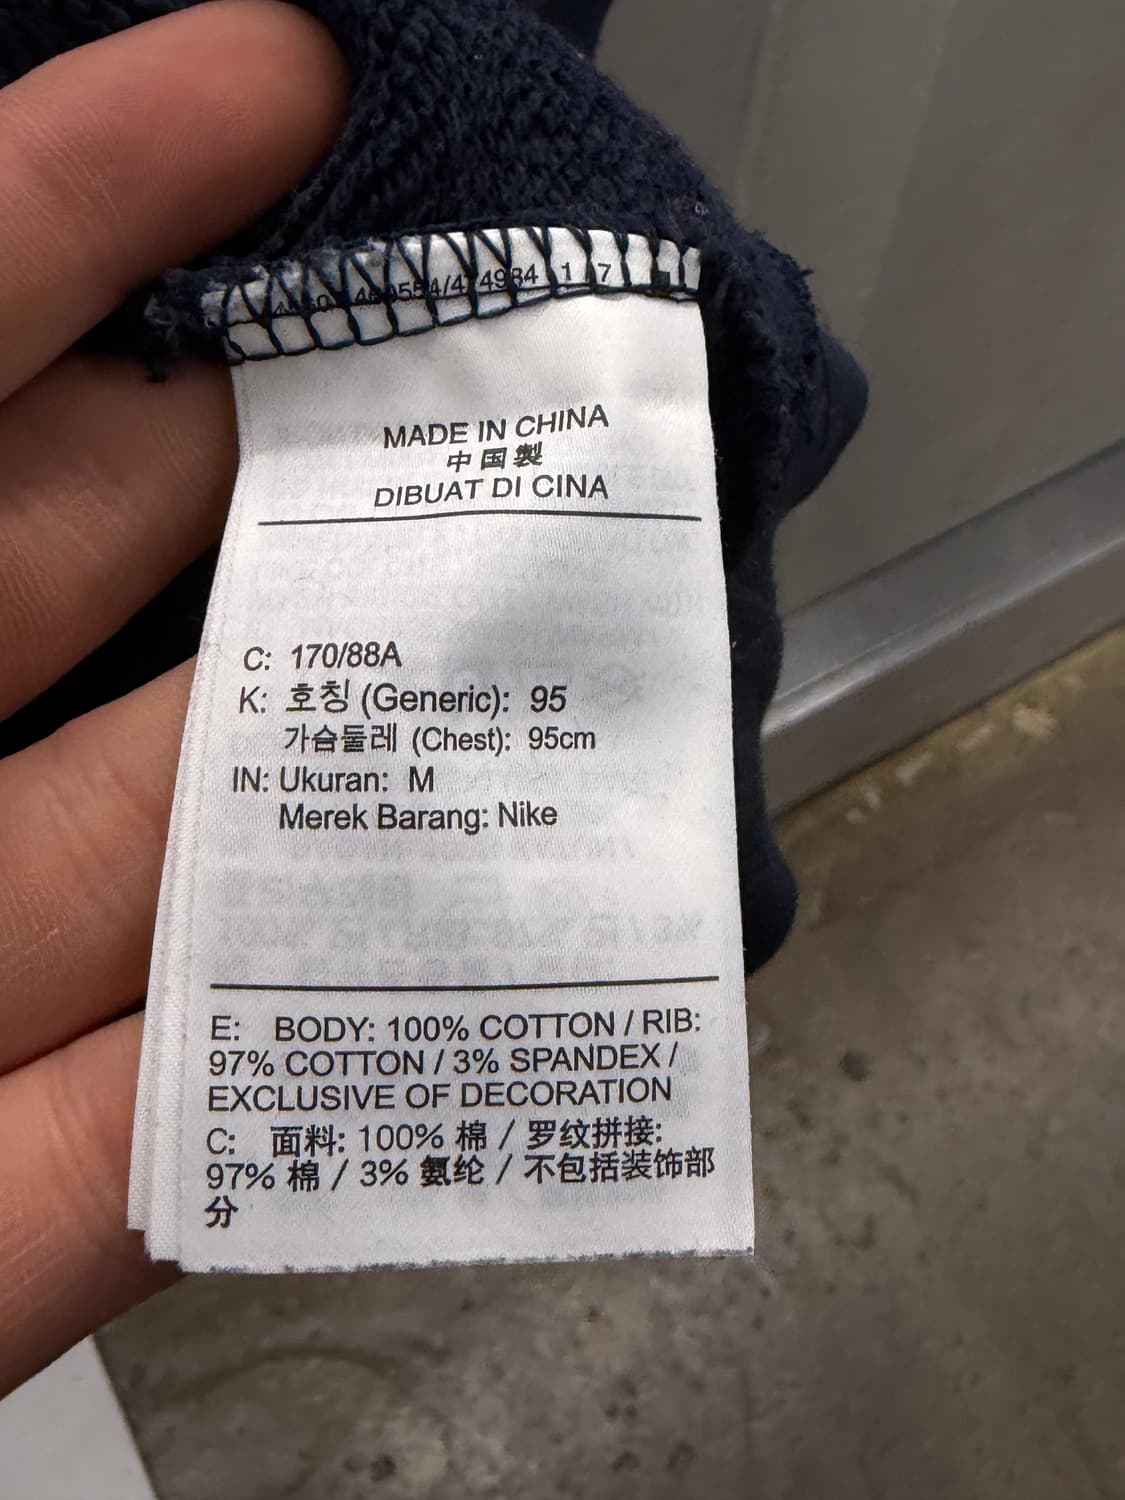 MADE IN CHINA
中国製
DIBUAT DI CINA
C: 170/88A
K: 호칭 (Generic): 95
가슴둘레 (Chest): 95cm
IN: Ukuran: M
Merek Barang: Nike
E: BODY: 100% COTTON / RIB:
97% COTTON / 3% SPANDEX /
EXCLUSIVE OF DECORATION
C: 面料: 100% 棉 / 罗纹拼接:
97% 棉 / 3% 氨纶 / 不包括装饰部
分